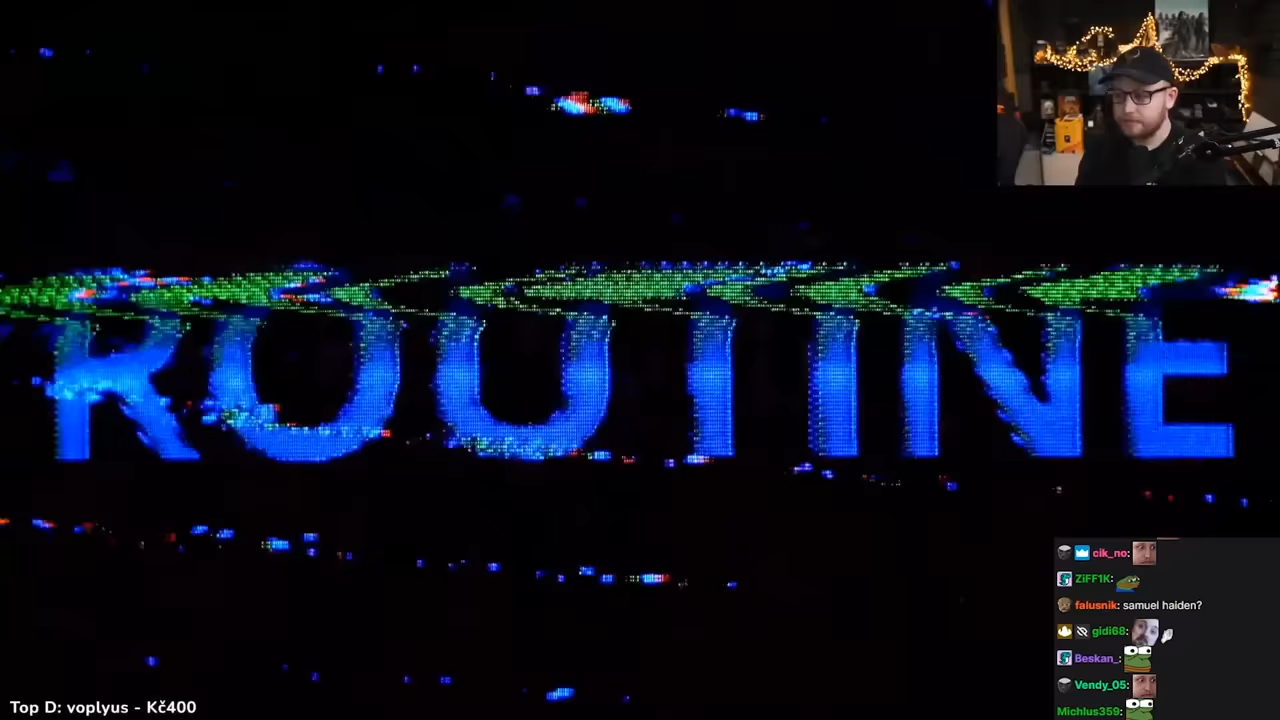 ROUTINE
cik_no:
ZiFF1K:
falusnik: samuel haiden?
gidi68:
Beskan_:
Vendy_05:
Michlus359:
Top D: voplyus - Kč400